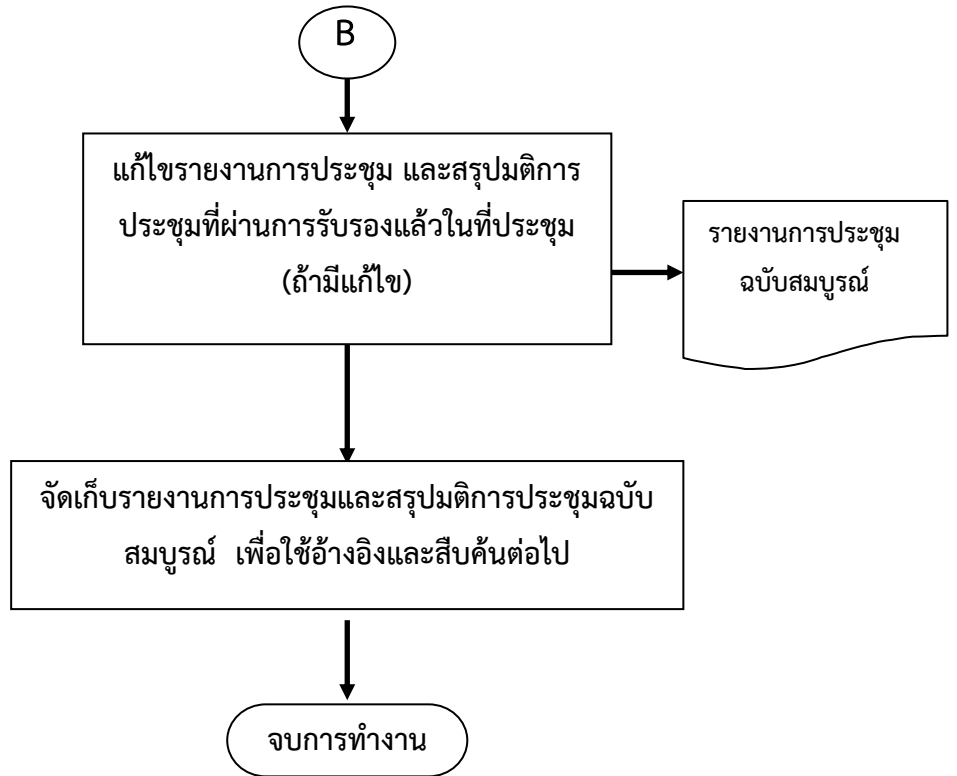 B
แก้ไขรายงานการประชุม และสรุปมติการ
ประชุมที่ผ่านการรับรองแล้วในที่ประชุม
(ถ้ามีแก้ไข)
รายงานการประชุม
ฉบับสมบูรณ์
จัดเก็บรายงานการประชุมและสรุปมติการประชุมฉบับ
สมบูรณ์ เพื่อใช้อ้างอิงและสืบค้นต่อไป
จบการทำงาน